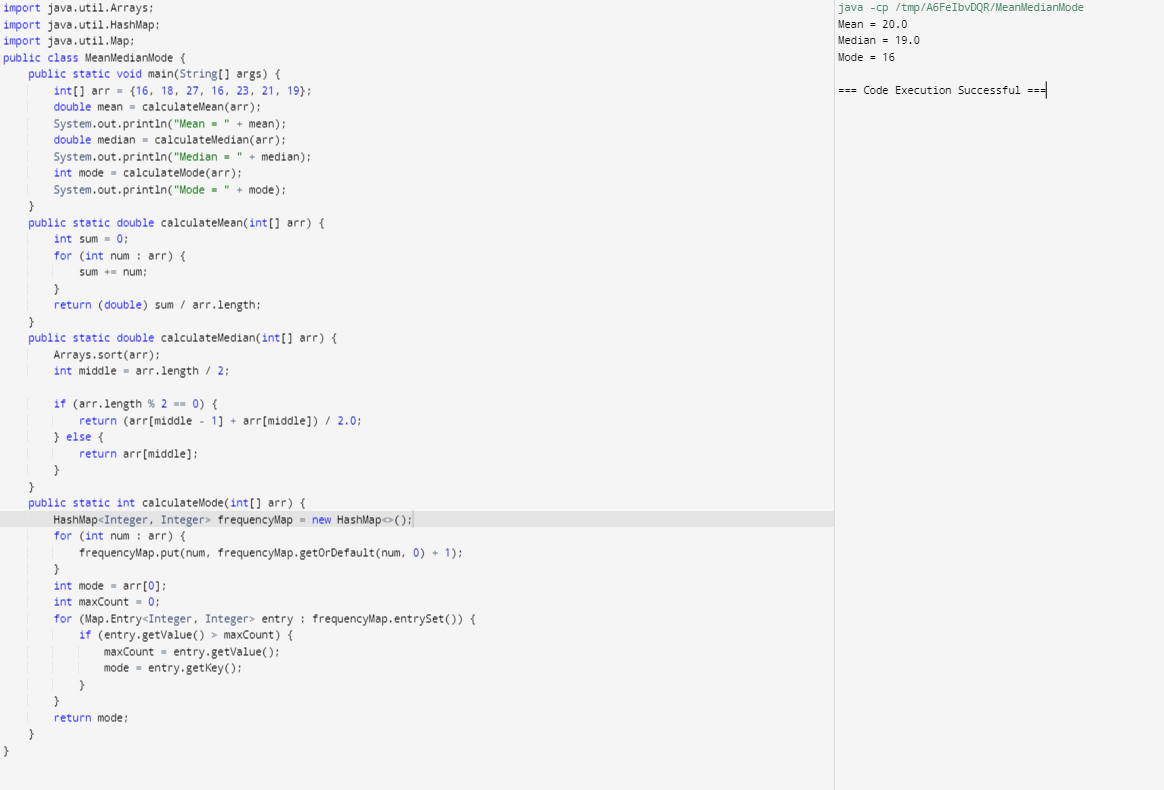 import java.util.Arrays;
import java.util.HashMap;
import java.util.Map;
public class MeanMedianMode {
    public static void main(String[] args) {
        int[] arr = {16, 18, 27, 16, 23, 21, 19};
        double mean = calculateMean(arr);
        System.out.println("Mean = " + mean);
        double median = calculateMedian(arr);
        System.out.println("Median = " + median);
        int mode = calculateMode(arr);
        System.out.println("Mode = " + mode);
    }
    public static double calculateMean(int[] arr) {
        int sum = 0;
        for (int num : arr) {
            sum += num;
        }
        return (double) sum / arr.length;
    }
    public static double calculateMedian(int[] arr) {
        Arrays.sort(arr);
        int middle = arr.length / 2;

        if (arr.length % 2 == 0) {
            return (arr[middle - 1] + arr[middle]) / 2.0;
        } else {
            return arr[middle];
        }
    }
    public static int calculateMode(int[] arr) {
        HashMap<Integer, Integer> frequencyMap = new HashMap<>();
        for (int num : arr) {
            frequencyMap.put(num, frequencyMap.getOrDefault(num, 0) + 1);
        }
        int mode = arr[0];
        int maxCount = 0;
        for (Map.Entry<Integer, Integer> entry : frequencyMap.entrySet()) {
            if (entry.getValue() > maxCount) {
                maxCount = entry.getValue();
                mode = entry.getKey();
            }
        }
        return mode;
    }
}
java -cp /tmp/A6FeIbvDQR/MeanMedianMode
Mean = 20.0
Median = 19.0
Mode = 16

=== Code Execution Successful ===